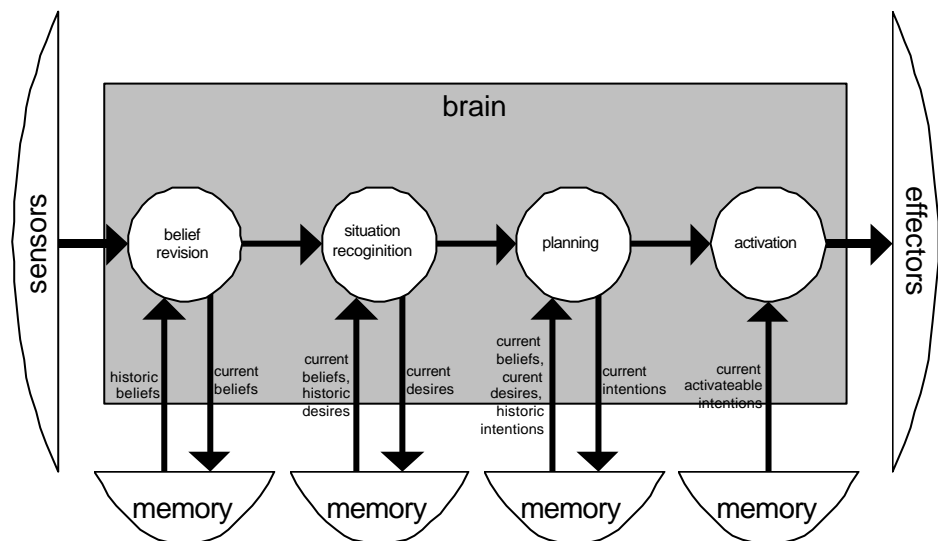 brain
sensors
belief
revision
situation
recoginition
planning
activation
effectors
historic
beliefs
current
beliefs
current
beliefs,
historic
desires
current
desires
current
beliefs,
curent
desires,
historic
intentions
current
intentions
current
activateable
intentions
memory
memory
memory
memory